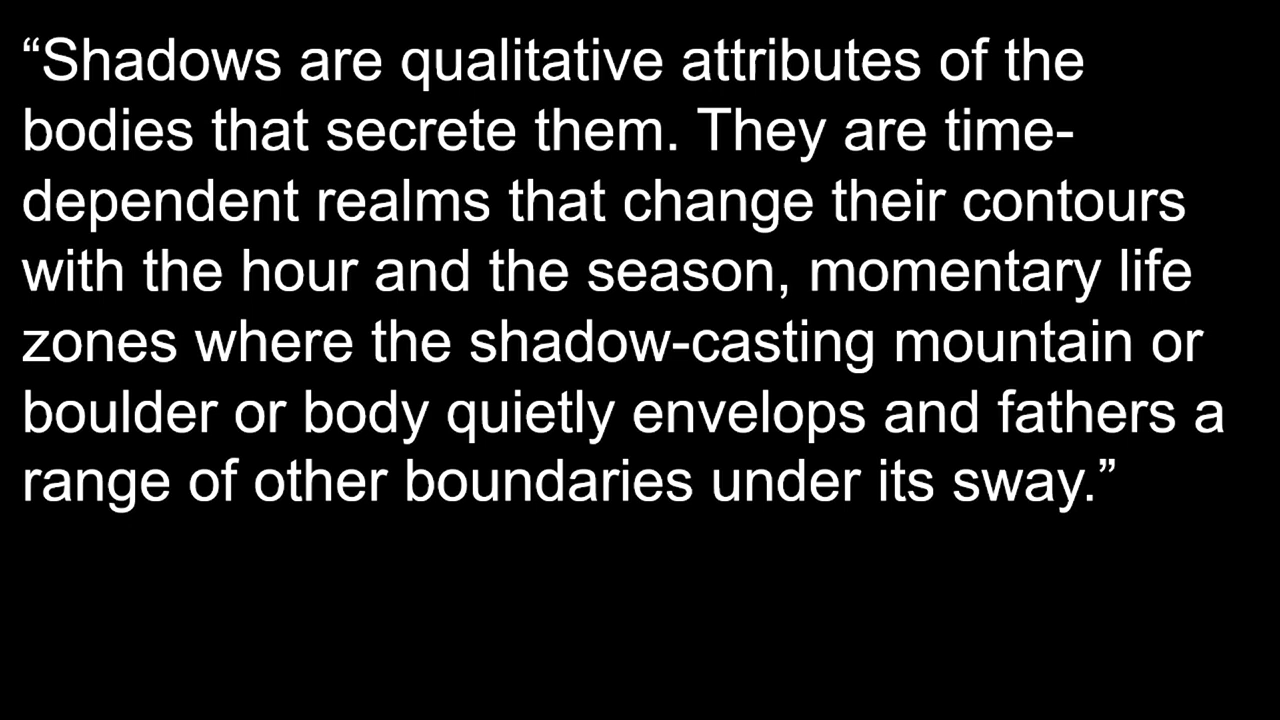 “Shadows are qualitative attributes of the
bodies that secrete them. They are time-
dependent realms that change their contours
with the hour and the season, momentary life
zones where the shadow-casting mountain or
boulder or body quietly envelops and fathers a
range of other boundaries under its sway.”